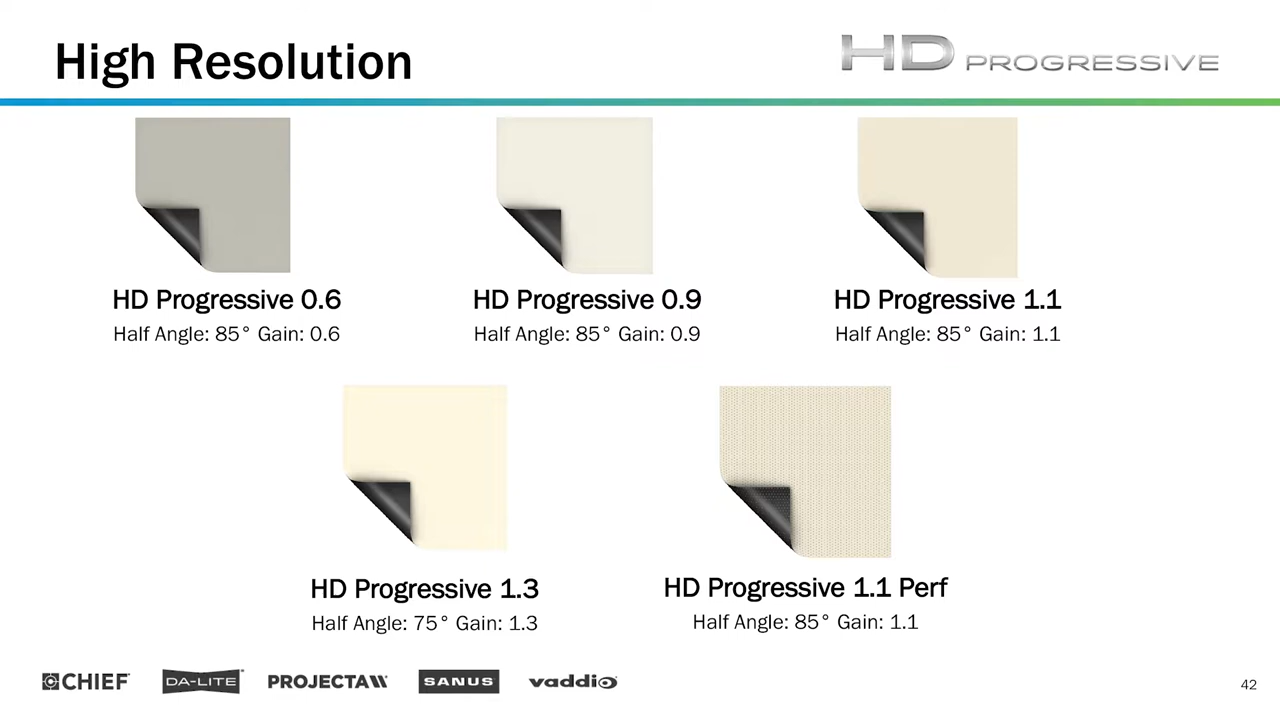 High Resolution
HD PROGRESSIVE
HD Progressive 0.6
Half Angle: 85° Gain: 0.6
HD Progressive 0.9
Half Angle: 85° Gain: 0.9
HD Progressive 1.1
Half Angle: 85° Gain: 1.1
HD Progressive 1.3
Half Angle: 75° Gain: 1.3
HD Progressive 1.1 Perf
Half Angle: 85° Gain: 1.1
CHIEF DA-LITE PROJECTA SANUS vaddio
42